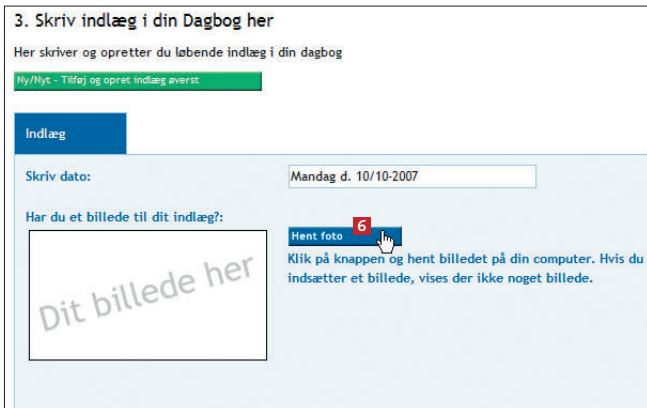 3. Skriv indlæg i din Dagbog her
Her skriver og opretter du løbende indlæg i din dagbog
Ny/Nyt - Tilføj og opret indlæg øverst
Indlæg
Skriv dato:
Mandag d. 10/10-2007
Har du et billede til dit indlæg?:
Dit billede her
Hent foto
6
Klik på knappen og hent billedet på din computer. Hvis du
indsætter et billede, vises der ikke noget billede.